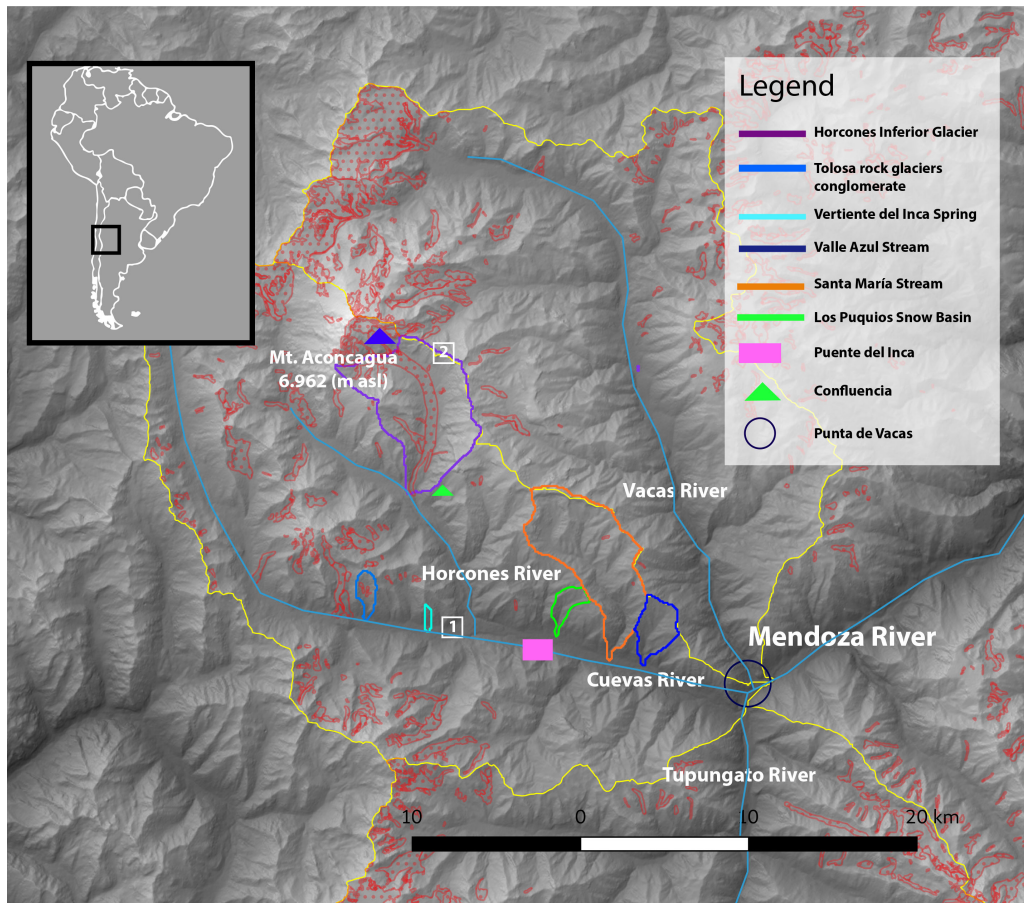 Legend
Horcones Inferior Glacier
Tolosa rock glaciers
conglomerate
Vertiente del Inca Spring
Valle Azul Stream
Santa María Stream
Los Puquios Snow Basin
Puente del Inca
Confluencia
Punta de Vacas
2
Mt. Aconcagua
6.962 (m asl)
Vacas River
Horcones River
1
Mendoza River
Cuevas River
Tupungato River
10 0 10 20 km